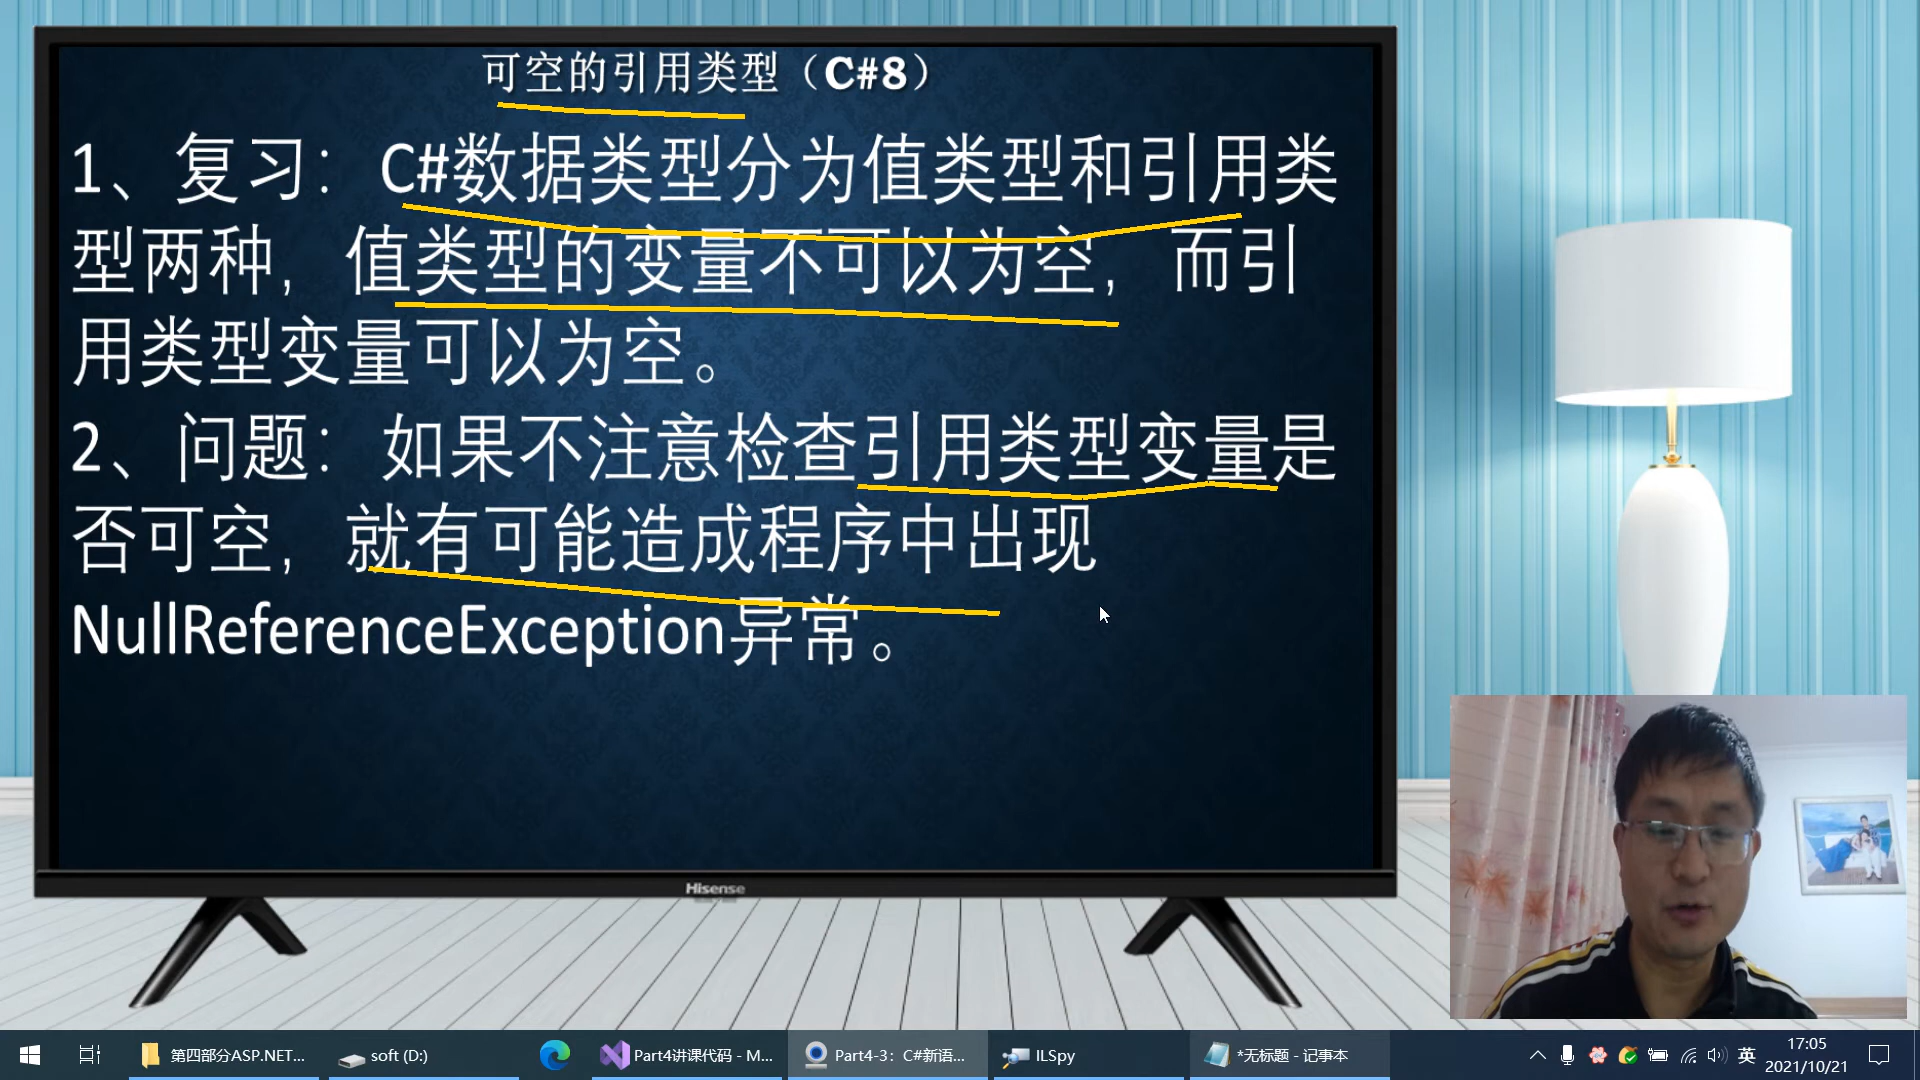 可空的引用类型（C#8）
1、复习：C#数据类型分为值类型和引用类
型两种，值类型的变量不可以为空，而引
用类型变量可以为空。
2、问题：如果不注意检查引用类型变量是
否可空，就有可能造成程序中出现
NullReferenceException异常。
Hisense
第四部分ASP.NET...
soft (D:)
Part4讲课代码 - M...
Part4-3：C#新语...
ILSpy
*无标题 - 记事本
英
17:05
2021/10/21